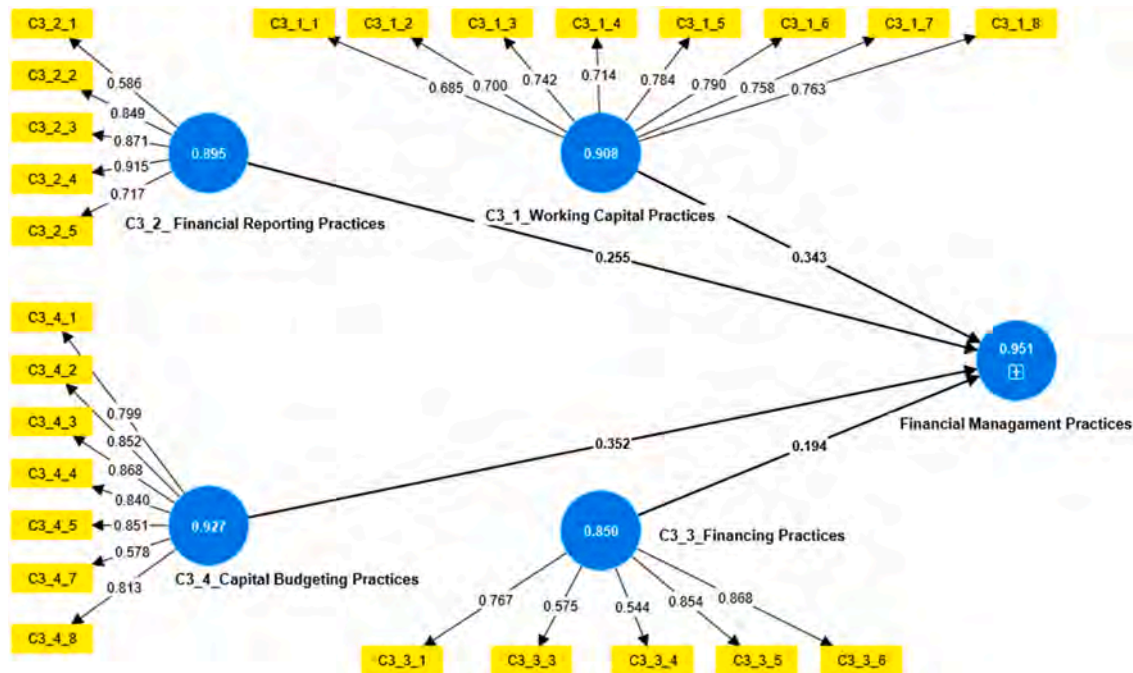 C3_2_1
C3_1_1
C3_1_2
C3_1_3
C3_1_4
C3_1_5
C3_1_6
C3_1_7
C3_1_8
C3_2_2
C3_2_3
C3_2_4
C3_2_5
0.586
0.849
0.871
0.915
0.717
0.685
0.700
0.742
0.714
0.784
0.790
0.758
0.763
0.895
0.908
C3_2_ Financial Reporting Practices
C3_1_Working Capital Practices
0.255
0.343
C3_4_1
C3_4_2
C3_4_3
C3_4_4
C3_4_5
C3_4_7
C3_4_8
0.799
0.852
0.868
0.840
0.851
0.578
0.813
0.951
Financial Managament Practices
0.352
0.194
0.927
0.850
C3_4_Capital Budgeting Practices
C3_3_Financing Practices
0.767
0.575
0.544
0.854
0.868
C3_3_1
C3_3_3
C3_3_4
C3_3_5
C3_3_6